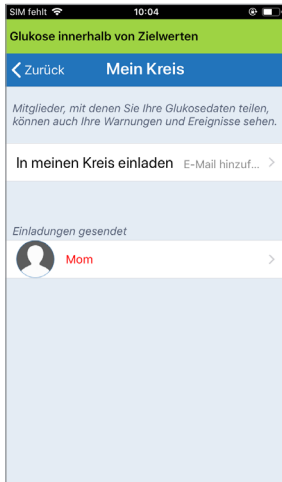 SIM fehlt 10:04
Glukose innerhalb von Zielwerten
Zurück Mein Kreis
Mitglieder, mit denen Sie Ihre Glukosedaten teilen,
können auch Ihre Warnungen und Ereignisse sehen.
In meinen Kreis einladen E-Mail hinzuf...
Einladungen gesendet
Mom